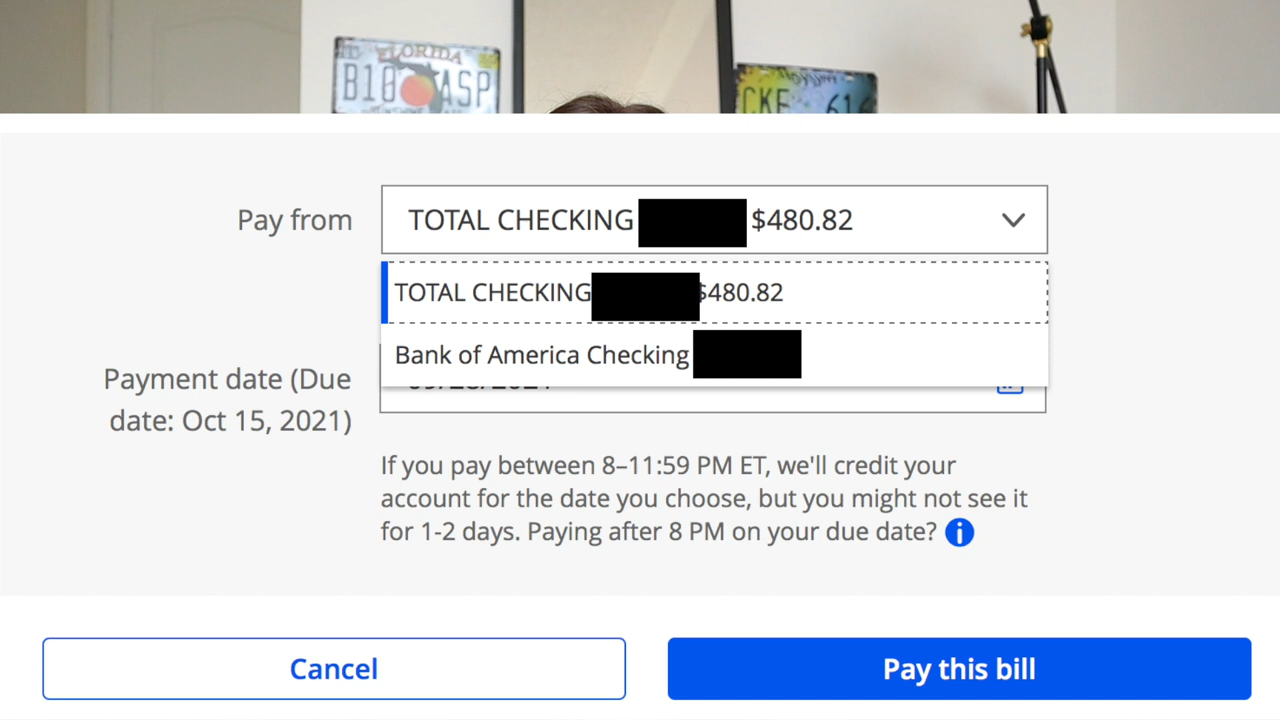 FLORIDA
B10 ASP
CKE 616
Pay from
TOTAL CHECKING $480.82
TOTAL CHECKING $480.82
Bank of America Checking
Payment date (Due
date: Oct 15, 2021)
If you pay between 8–11:59 PM ET, we'll credit your
account for the date you choose, but you might not see it
for 1-2 days. Paying after 8 PM on your due date?
Cancel
Pay this bill